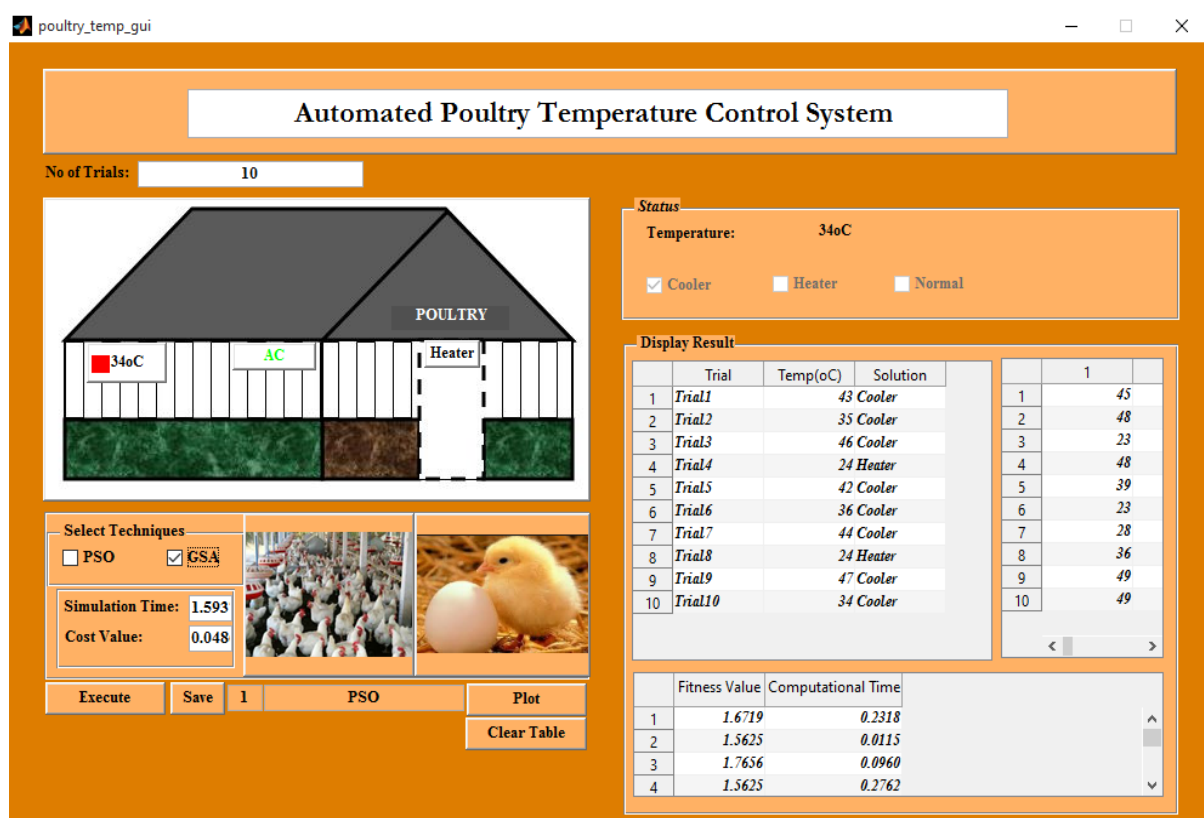 poultry_temp_gui
Automated Poultry Temperature Control System
No of Trials: 10
POULTRY
34oC
AC
Heater
Status
Temperature: 34oC
Cooler Heater Normal
Display Result
Trial Temp(oC) Solution
1 Trial1 43 Cooler
2 Trial2 35 Cooler
3 Trial3 46 Cooler
4 Trial4 24 Heater
5 Trial5 42 Cooler
6 Trial6 36 Cooler
7 Trial7 44 Cooler
8 Trial8 24 Heater
9 Trial9 47 Cooler
10 Trial10 34 Cooler
1
1 45
2 48
3 23
4 48
5 39
6 23
7 28
8 36
9 49
10 49
Select Techniques
PSO GSA
Simulation Time: 1.593
Cost Value: 0.048
Execute Save 1 PSO Plot
Clear Table
Fitness Value Computational Time
1 1.6719 0.2318
2 1.5625 0.0115
3 1.7656 0.0960
4 1.5625 0.2762